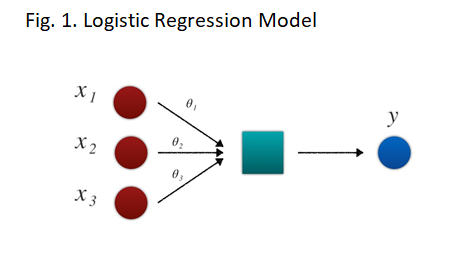 Fig. 1. Logistic Regression Model
x1
θ1
y
x2
θ2
θ3
x3